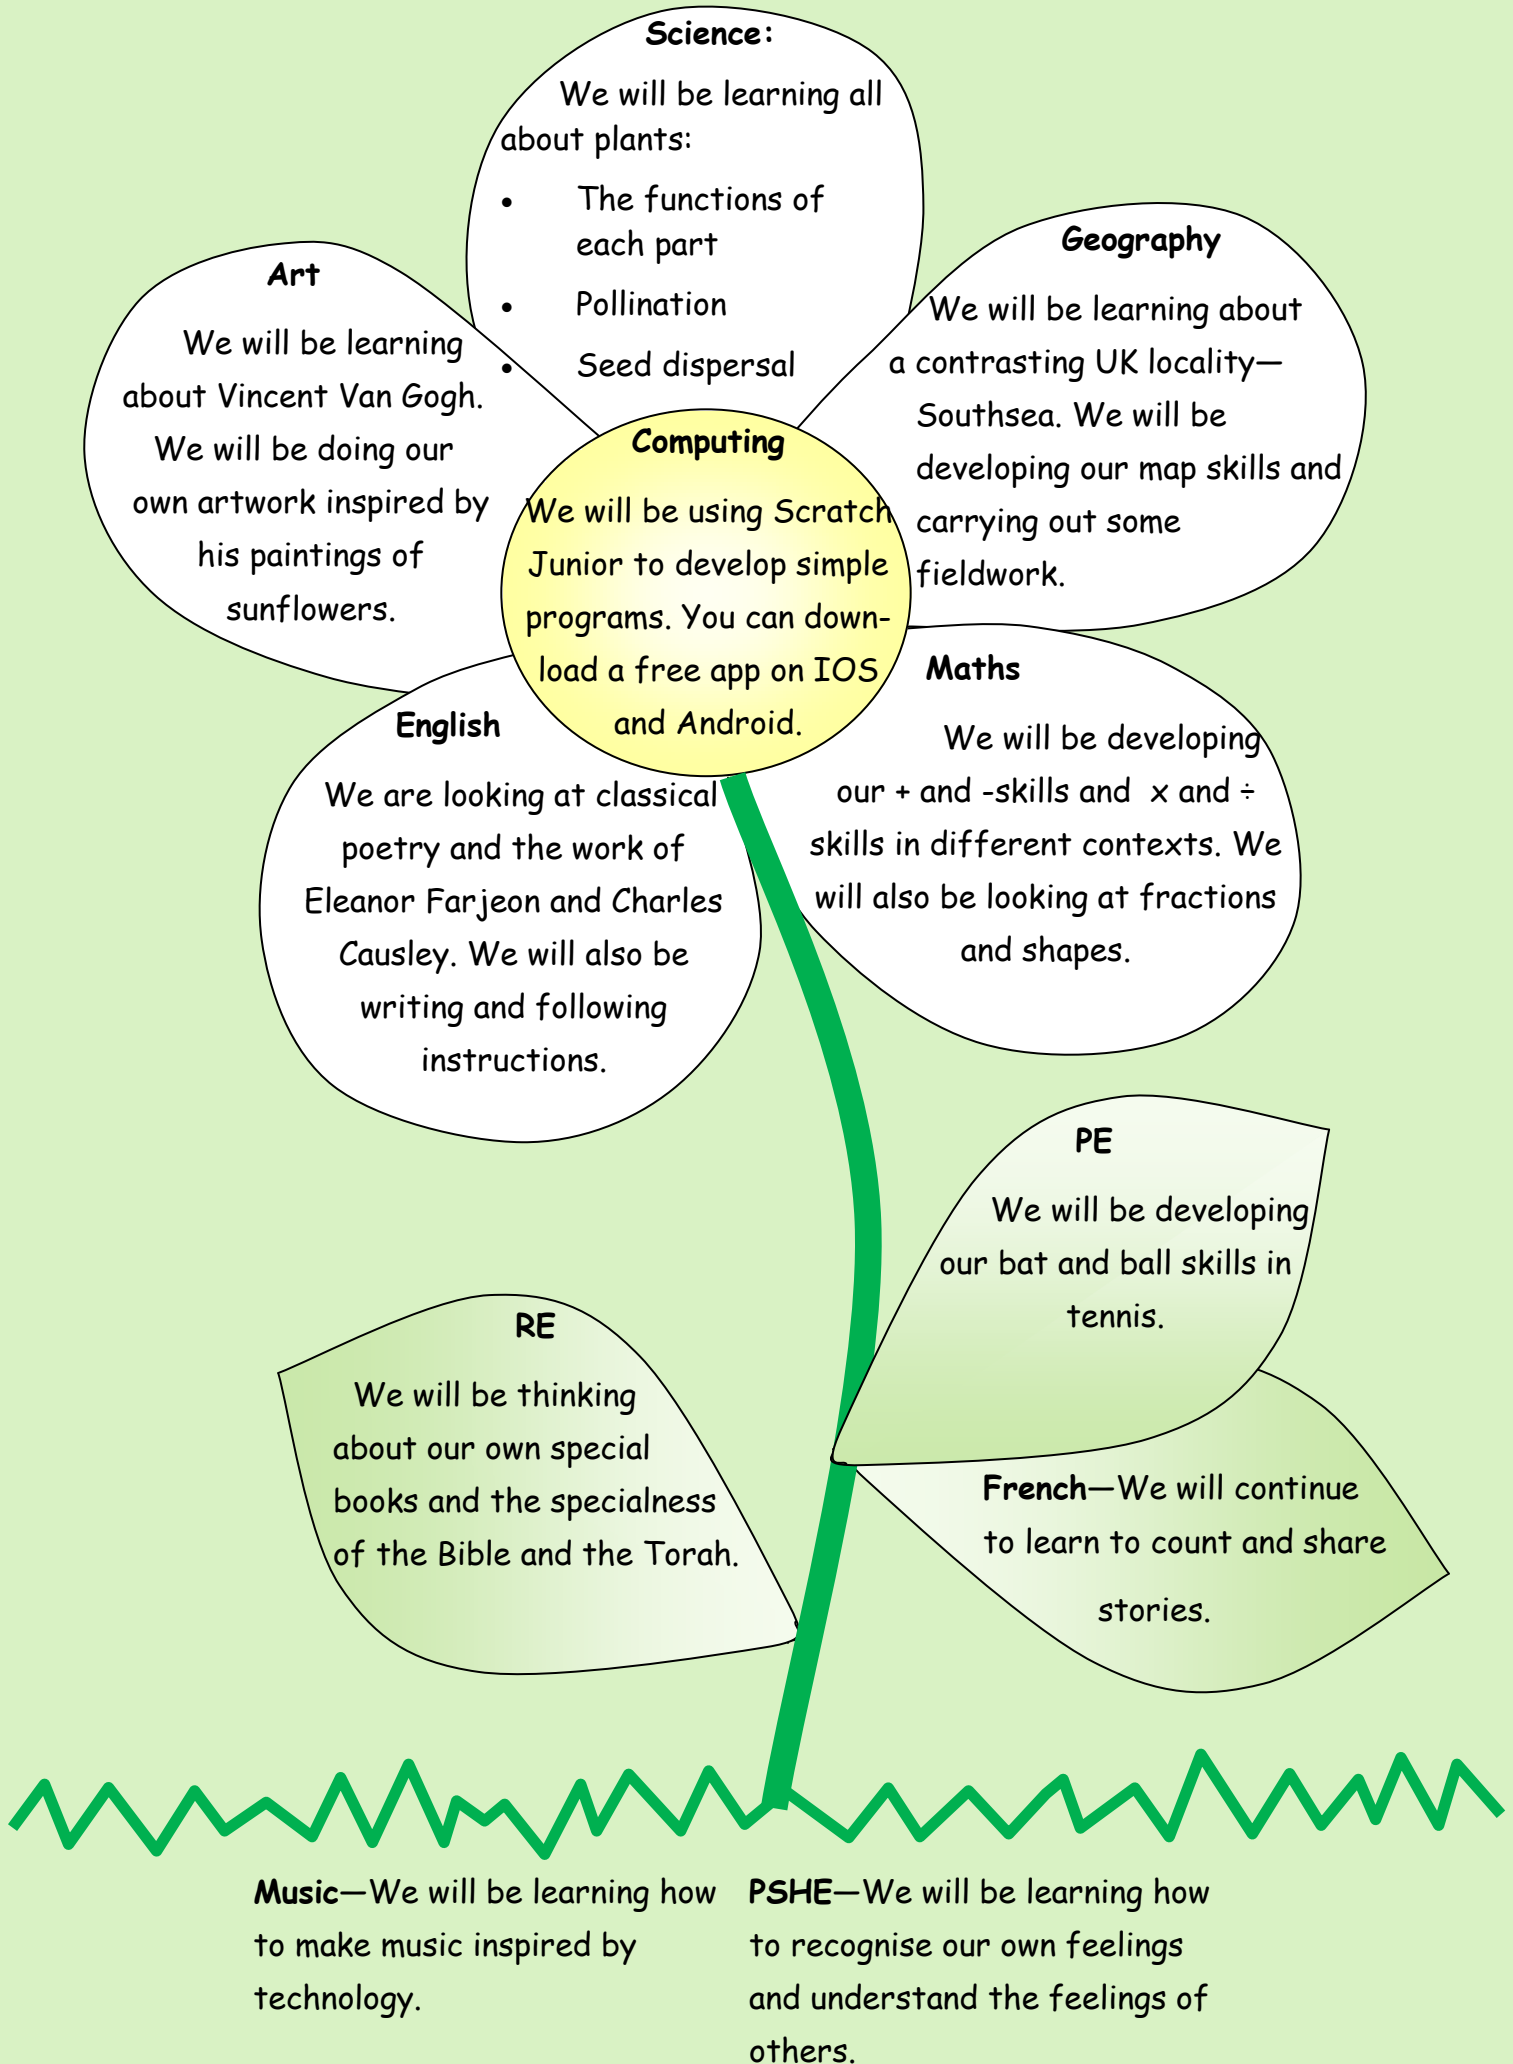 Science:
We will be learning all
about plants:
• The functions of
each part
• Pollination
• Seed dispersal
Art
We will be learning
about Vincent Van Gogh.
We will be doing our
own artwork inspired by
his paintings of
sunflowers.
Geography
We will be learning about
a contrasting UK locality—
Southsea. We will be
developing our map skills and
carrying out some
fieldwork.
Computing
We will be using Scratch
Junior to develop simple
programs. You can down-
load a free app on IOS
and Android.
English
We are looking at classical
poetry and the work of
Eleanor Farjeon and Charles
Causley. We will also be
writing and following
instructions.
Maths
We will be developing
our + and -skills and x and ÷
skills in different contexts. We
will also be looking at fractions
and shapes.
PE
We will be developing
our bat and ball skills in
tennis.
RE
We will be thinking
about our own special
books and the specialness
of the Bible and the Torah.
French—We will continue
to learn to count and share
stories.
Music—We will be learning how
to make music inspired by
technology.
PSHE—We will be learning how
to recognise our own feelings
and understand the feelings of
others.